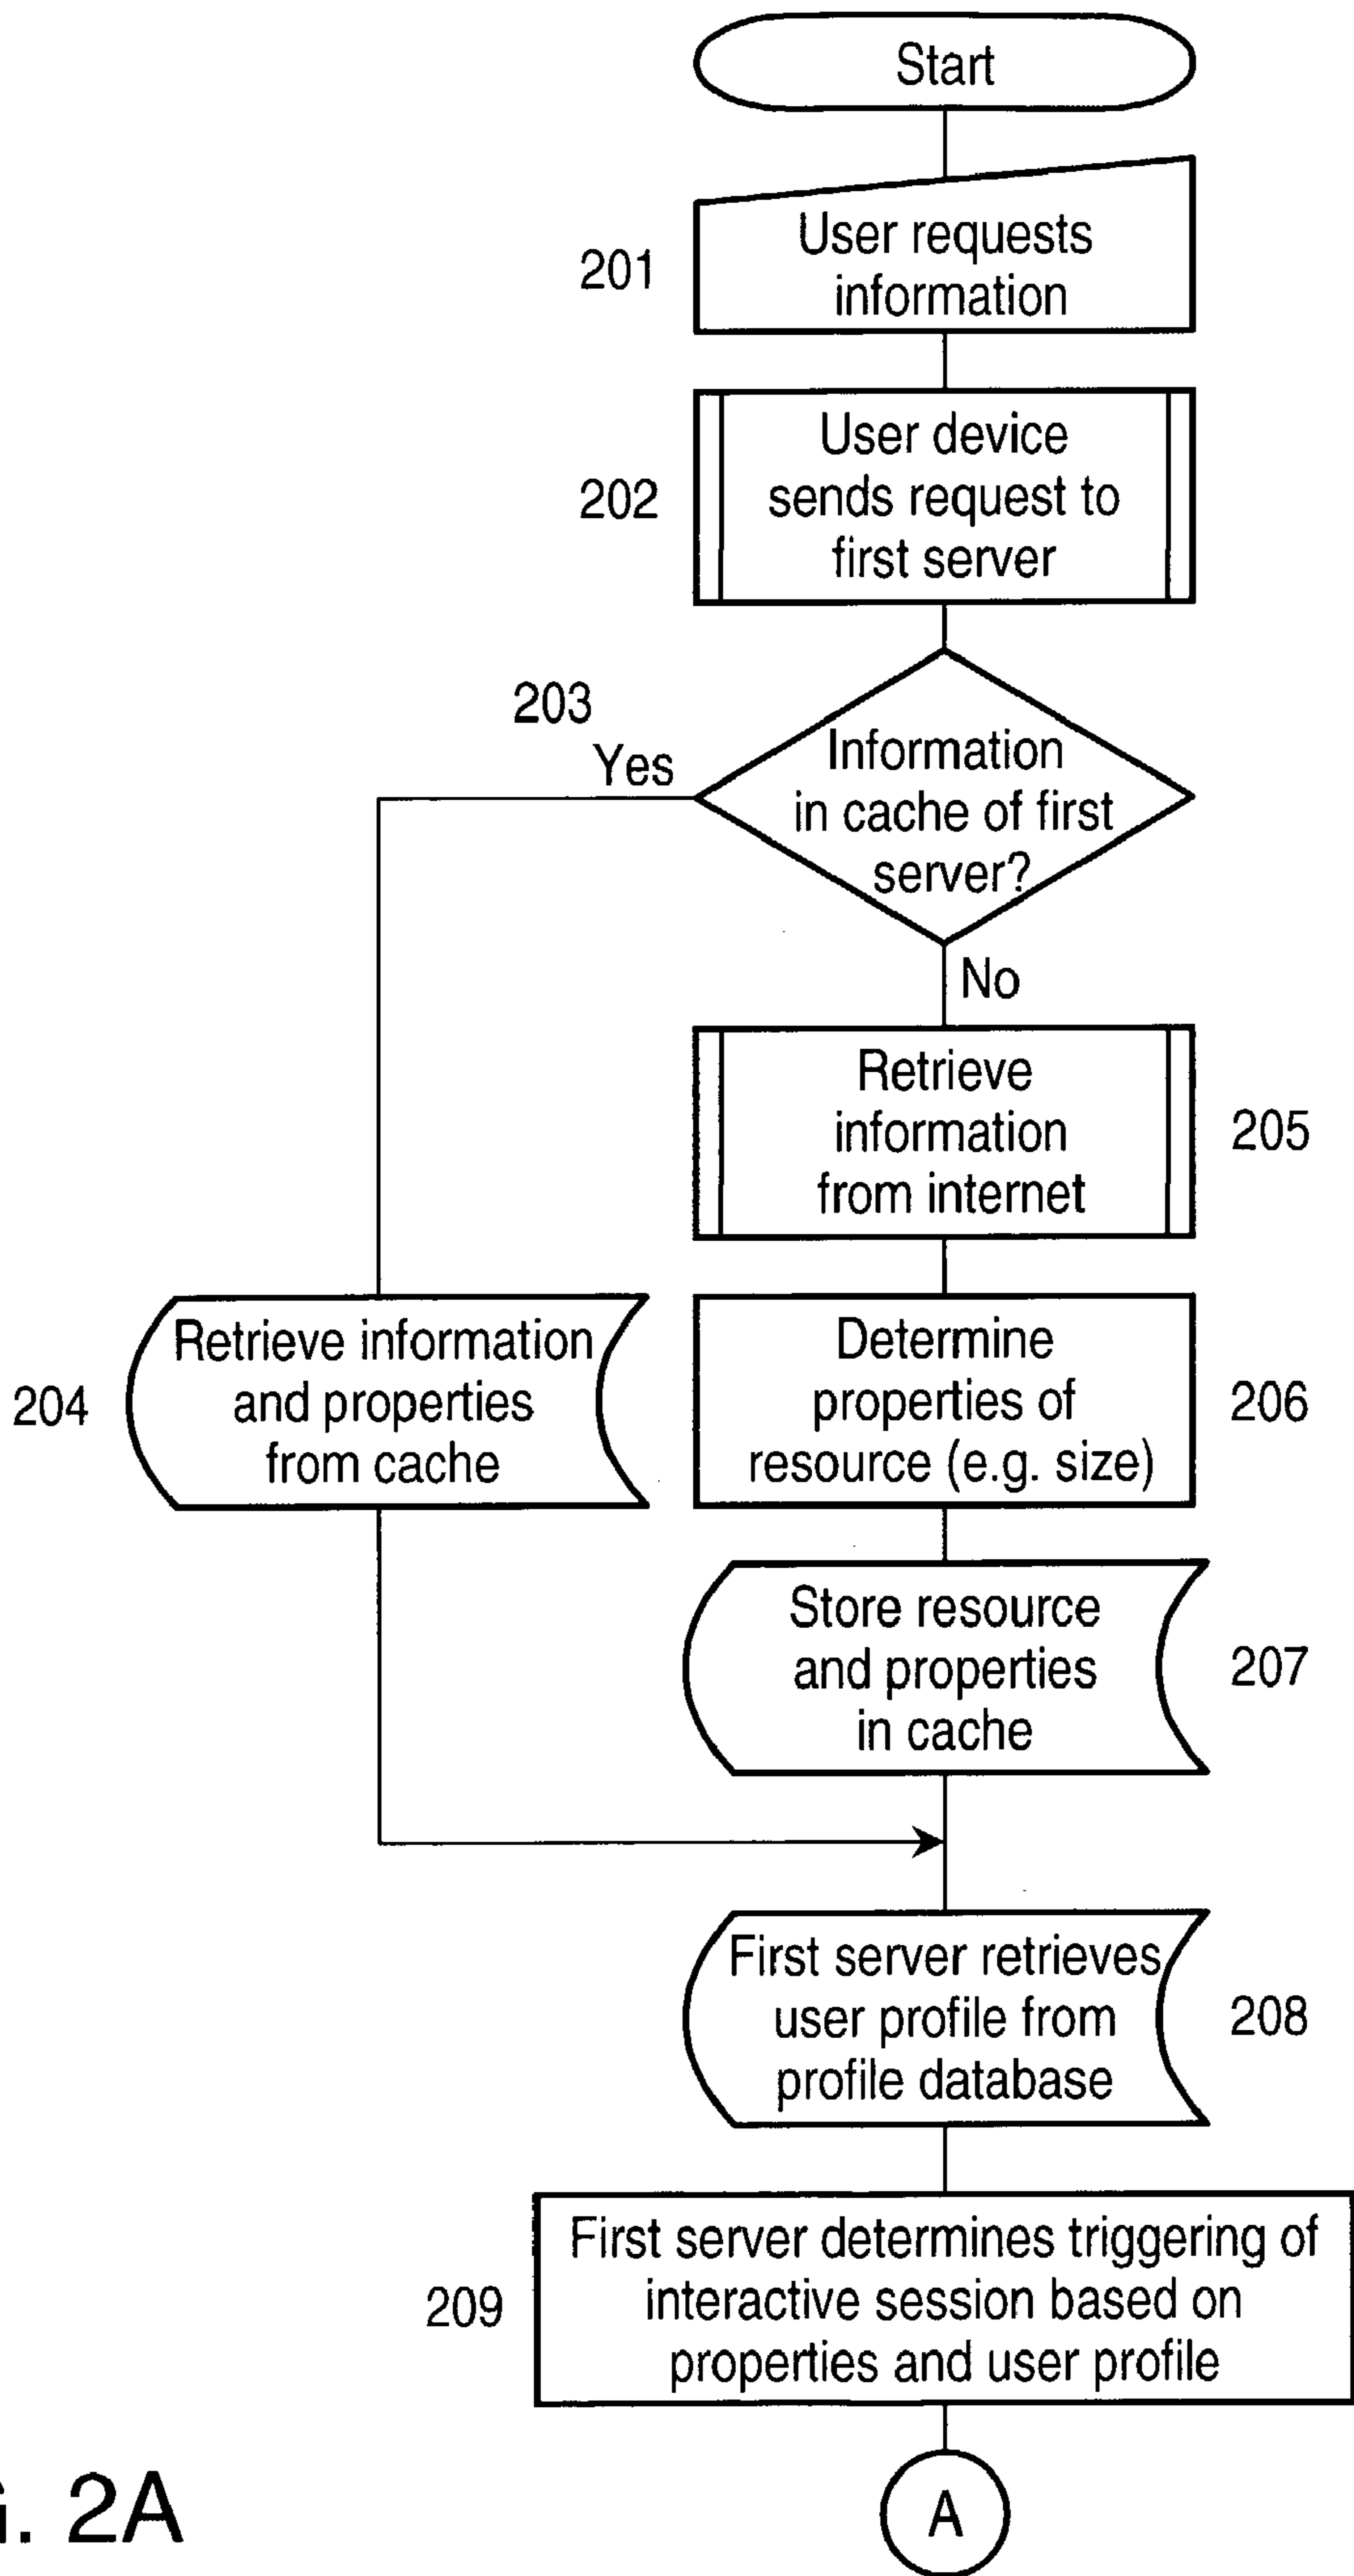 Start
201
User requests
information
202
User device
sends request to
first server
203
Yes
Information
in cache of first
server?
No
Retrieve
information
from internet
205
204
Retrieve information
and properties
from cache
Determine
properties of
resource (e.g. size)
206
Store resource
and properties
in cache
207
First server retrieves
user profile from
profile database
208
209
First server determines triggering of
interactive session based on
properties and user profile
A
. 2A